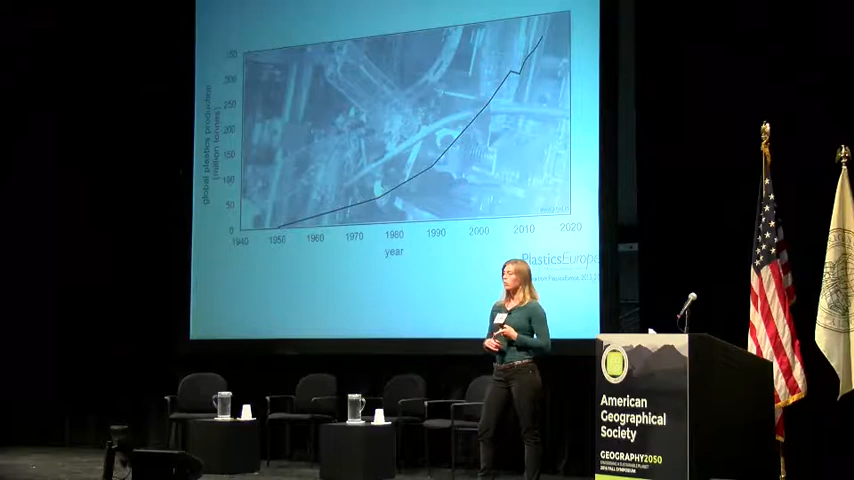 global plastics production
(million tonnes)
350
300
250
200
150
100
50
0
1940
1950
1960
1970
1980
1990
2000
2010
2020
year
PlasticsEurope
American
Geographical
Society
GEOGRAPHY2050